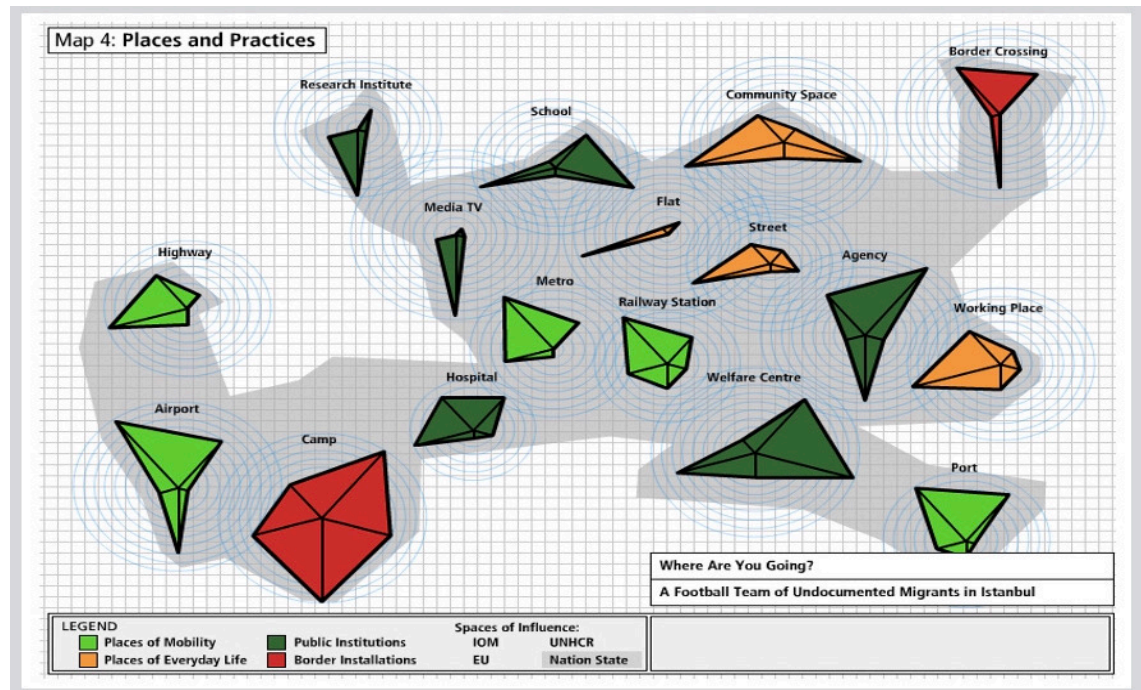 Map 4: Places and Practices
Border Crossing
Research Institute
Community Space
School
Flat
Media TV
Street
Highway
Agency
Metro
Railway Station
Working Place
Hospital
Welfare Centre
Airport
Camp
Port
Where Are You Going?
A Football Team of Undocumented Migrants in Istanbul
LEGEND
Places of Mobility
Places of Everyday Life
Public Institutions
Border Installations
Spaces of Influence:
IOM UNHCR
EU Nation State